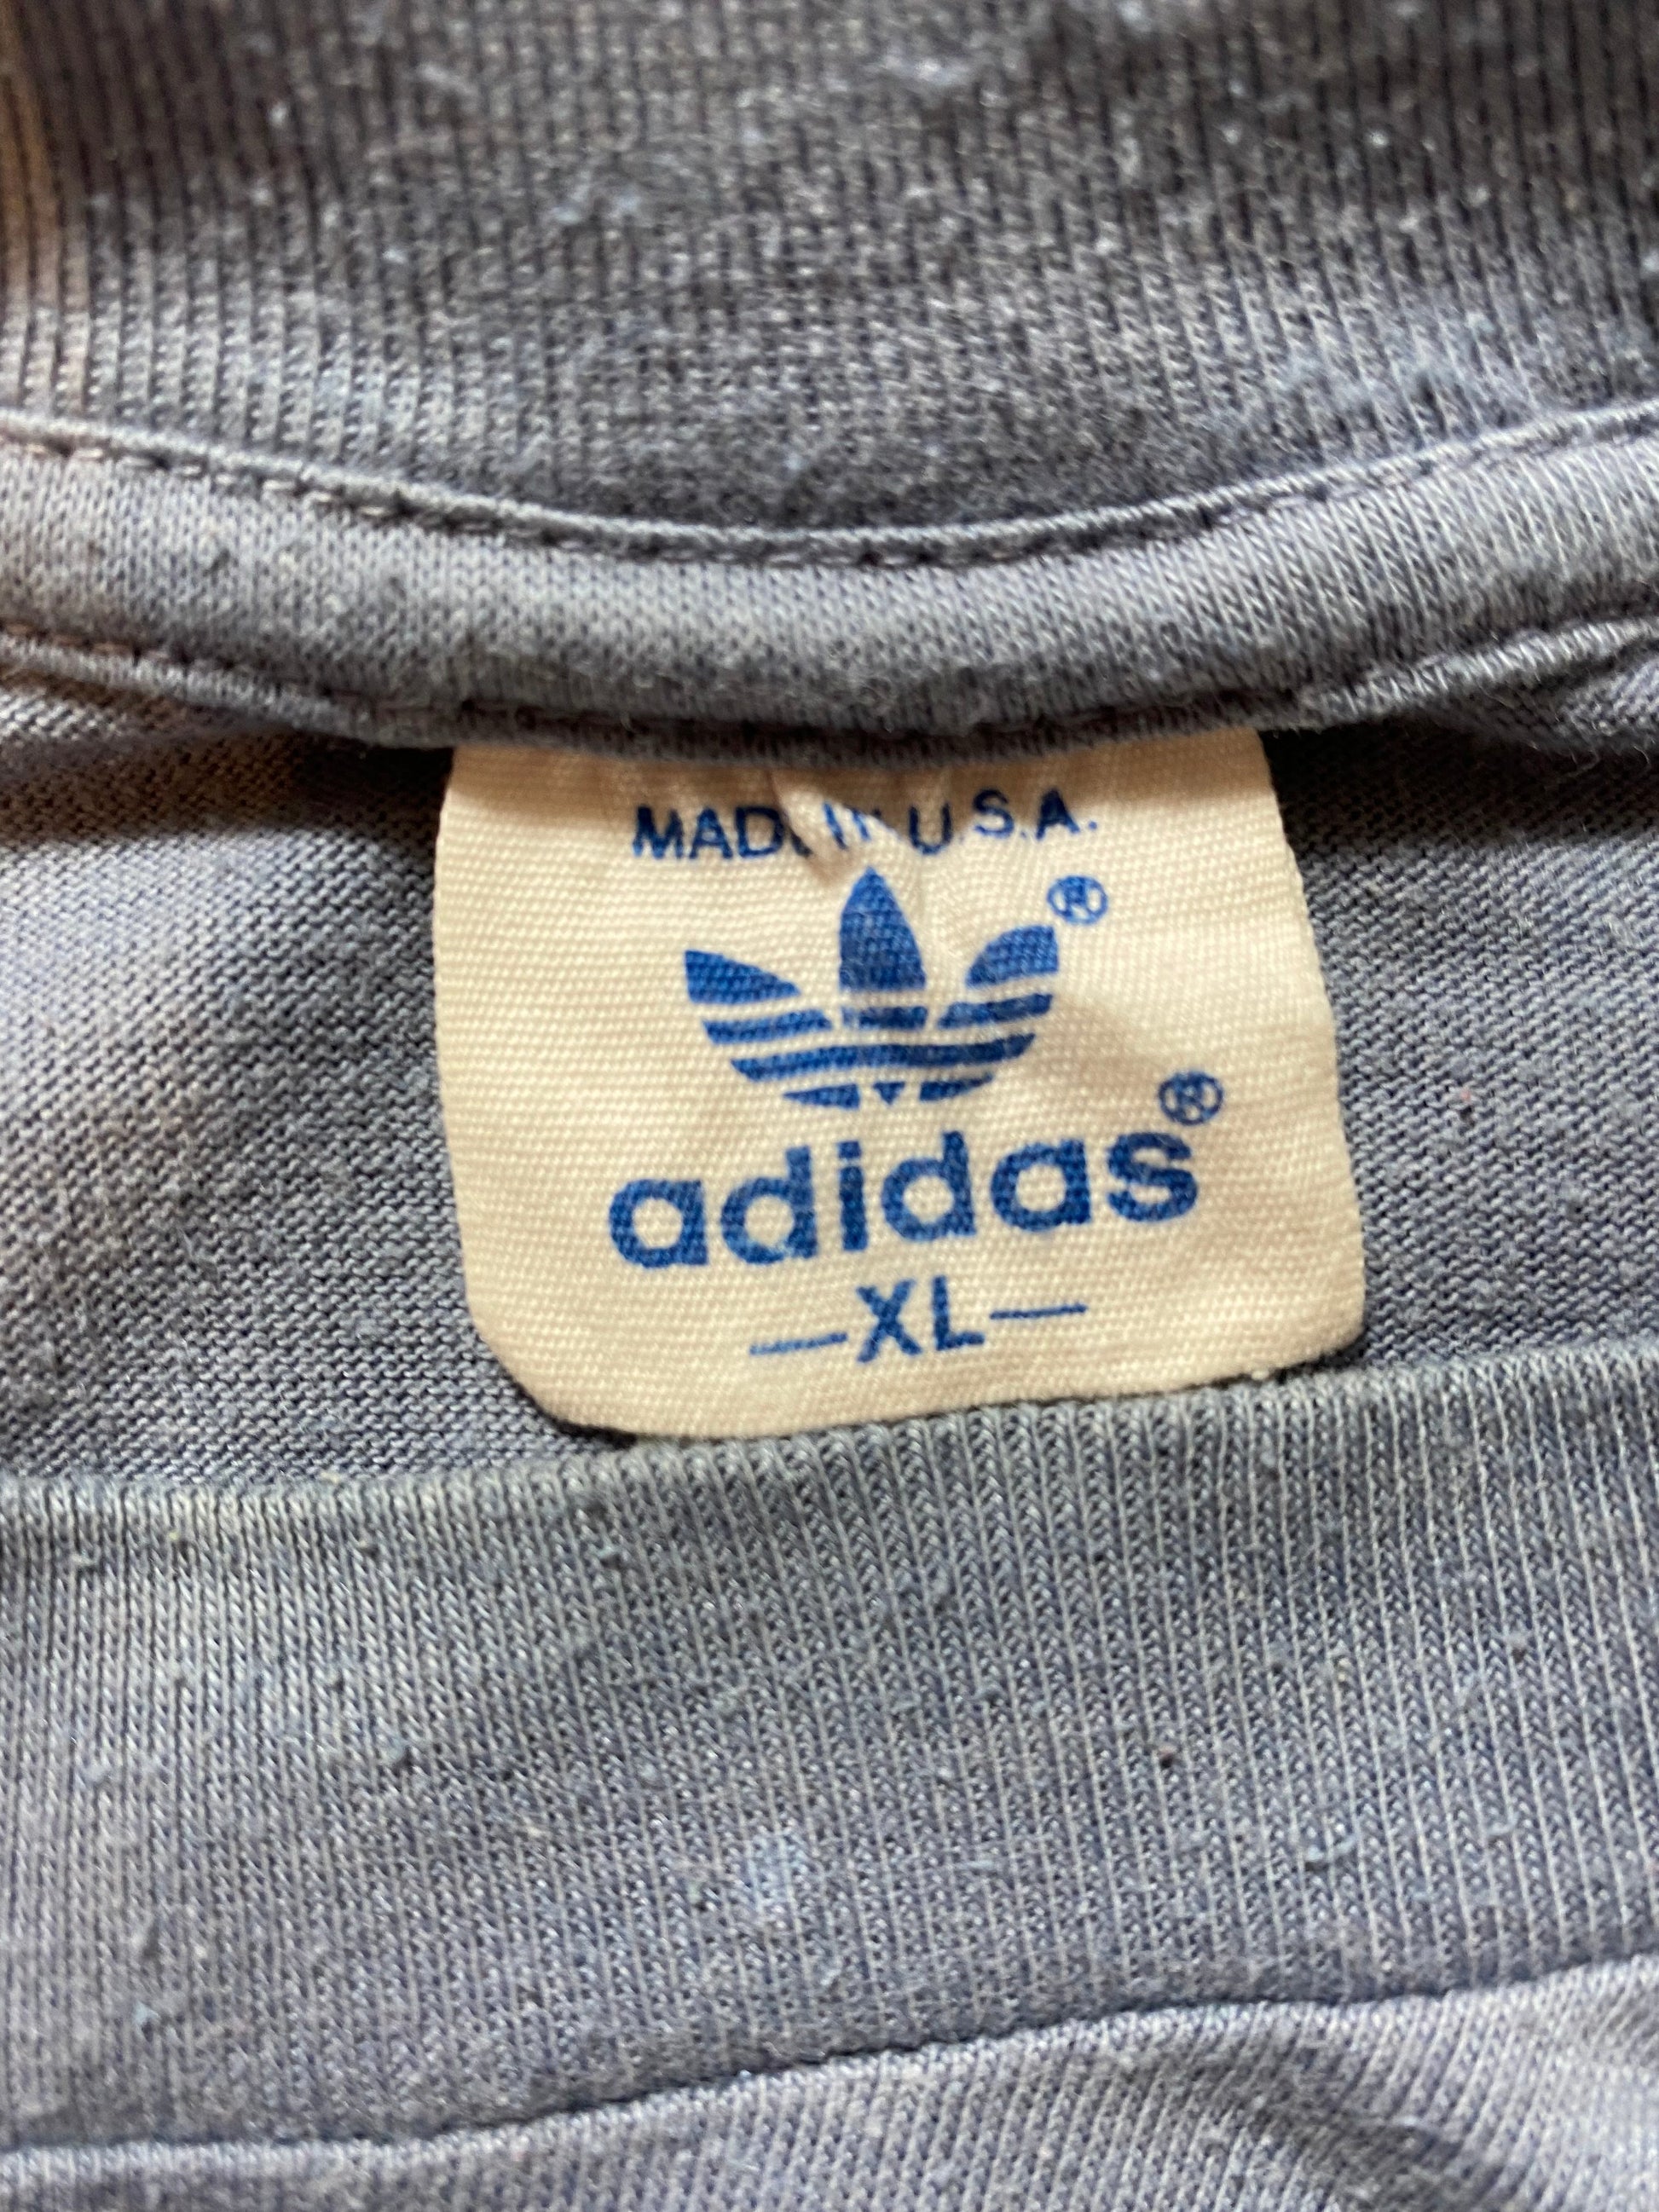 MADE IN U.S.A.
®
adidas®
—XL—